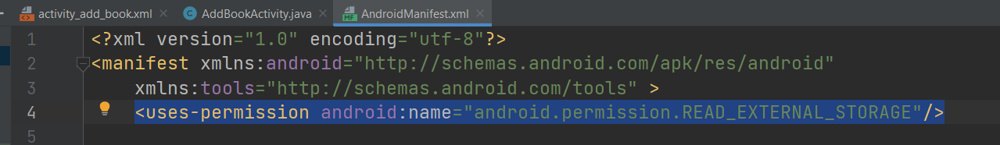 activity_add_book.xml AddBookActivity.java AndroidManifest.xml
1 <?xml version="1.0" encoding="utf-8"?>
2 <manifest xmlns:android="http://schemas.android.com/apk/res/android"
3 xmlns:tools="http://schemas.android.com/tools" >
4 <uses-permission android:name="android.permission.READ_EXTERNAL_STORAGE"/>
5